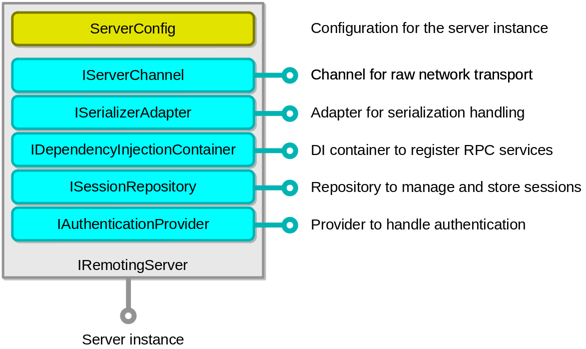 ServerConfig Configuration for the server instance
IServerChannel Channel for raw network transport
ISerializerAdapter Adapter for serialization handling
IDependencyInjectionContainer DI container to register RPC services
ISessionRepository Repository to manage and store sessions
IAuthenticationProvider Provider to handle authentication
IRemotingServer
Server instance